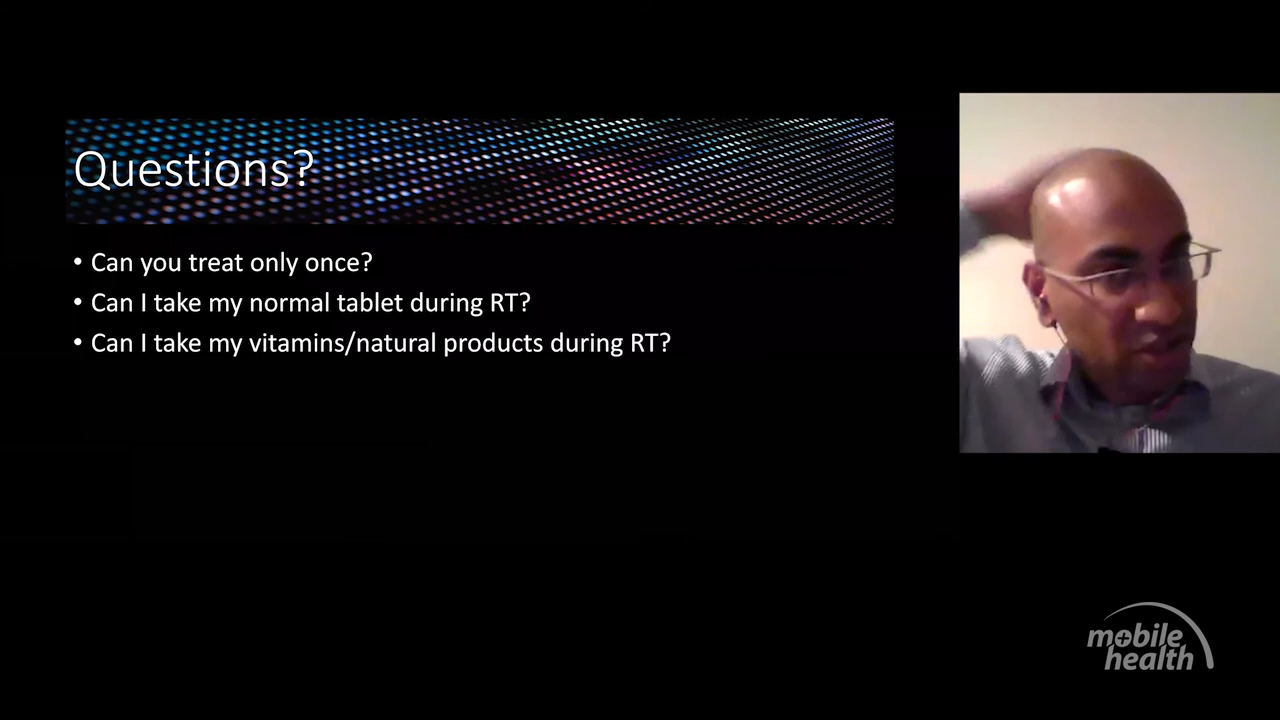 Questions?
• Can you treat only once?
• Can I take my normal tablet during RT?
• Can I take my vitamins/natural products during RT?
mobile
health